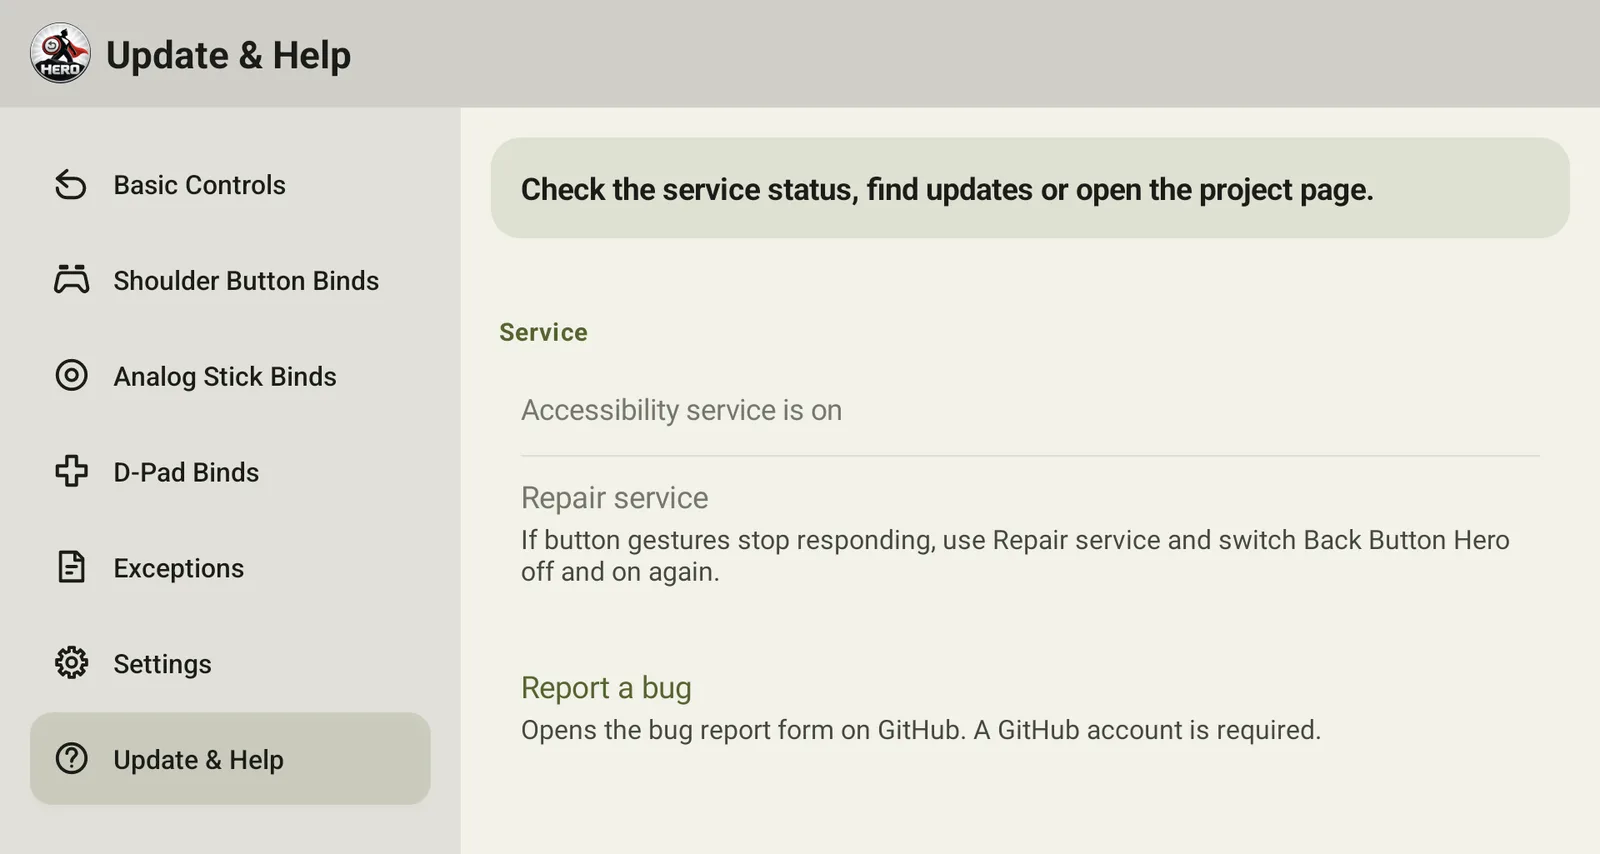 HERO
Update & Help
Basic Controls
Shoulder Button Binds
Analog Stick Binds
D-Pad Binds
Exceptions
Settings
Update & Help
Check the service status, find updates or open the project page.
Service
Accessibility service is on
Repair service
If button gestures stop responding, use Repair service and switch Back Button Hero
off and on again.
Report a bug
Opens the bug report form on GitHub. A GitHub account is required.